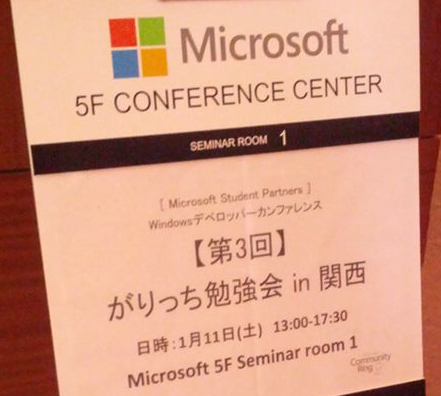 Microsoft
5F CONFERENCE CENTER
SEMINAR ROOM 1
[ Microsoft Student Partners ]
Windowsデベロッパーカンファレンス
【第3回】
がりっち勉強会 in 関西
日時：1月11日(土) 13:00-17:30
Microsoft 5F Seminar room 1
Community
Ring